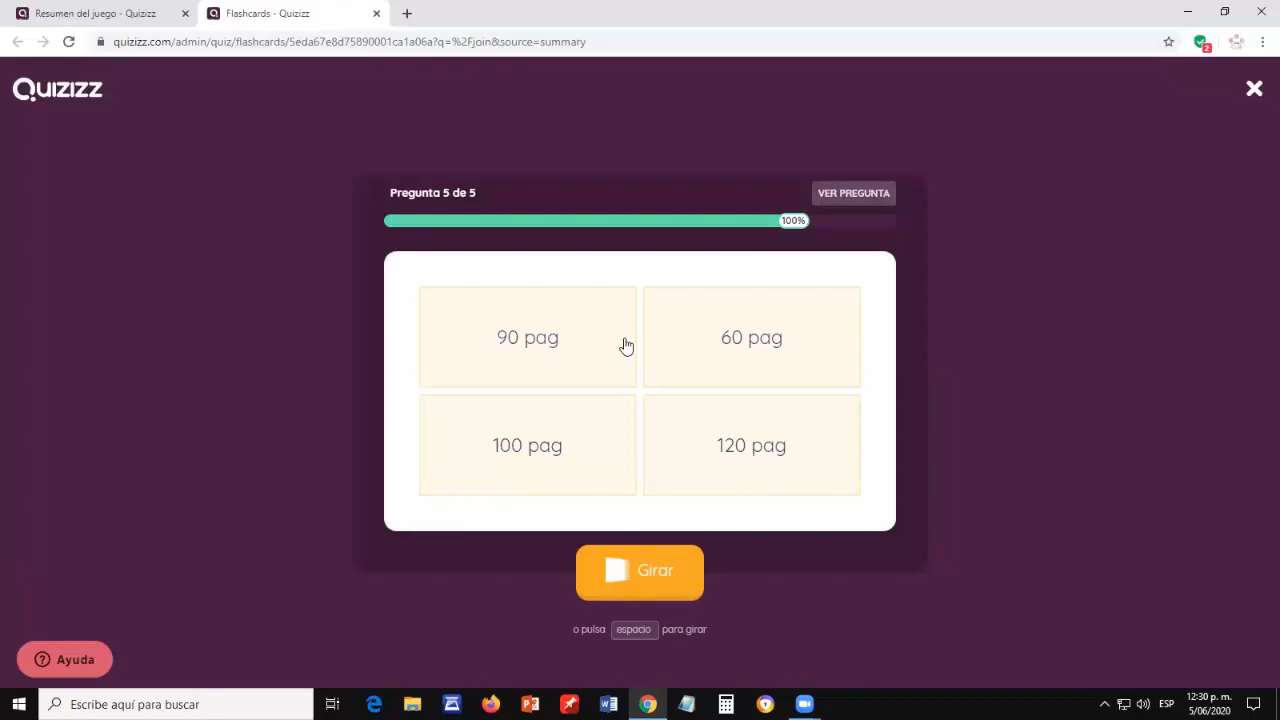 Resumen del juego - Quizizz
Flashcards - Quizizz
quizizz.com/admin/quiz/flashcards/5eda67e8d75890001ca1a06a?q=%2Fjoin&source=summary
2
Quizizz
Pregunta 5 de 5
VER PREGUNTA
100%
90 pag
60 pag
100 pag
120 pag
Girar
o pulsa espacio para girar
? Ayuda
Escribe aquí para buscar
ESP
12:30 p. m.
5/06/2020